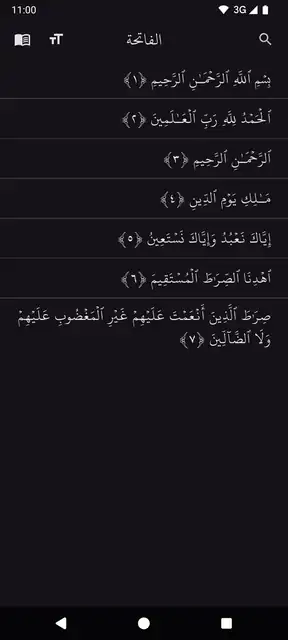 11:00 3G
الفاتحة
بِسْمِ ٱللَّهِ ٱلرَّحْمَـٰنِ ٱلرَّحِيمِ ﴿١﴾
ٱلْحَمْدُ لِلَّهِ رَبِّ ٱلْعَـٰلَمِينَ ﴿٢﴾
ٱلرَّحْمَـٰنِ ٱلرَّحِيمِ ﴿٣﴾
مَـٰلِكِ يَوْمِ ٱلدِّينِ ﴿٤﴾
إِيَّاكَ نَعْبُدُ وَإِيَّاكَ نَسْتَعِينُ ﴿٥﴾
ٱهْدِنَا ٱلصِّرَٰطَ ٱلْمُسْتَقِيمَ ﴿٦﴾
صِرَٰطَ ٱلَّذِينَ أَنْعَمْتَ عَلَيْهِمْ غَيْرِ ٱلْمَغْضُوبِ عَلَيْهِمْ
وَلَا ٱلضَّآلِّينَ ﴿٧﴾